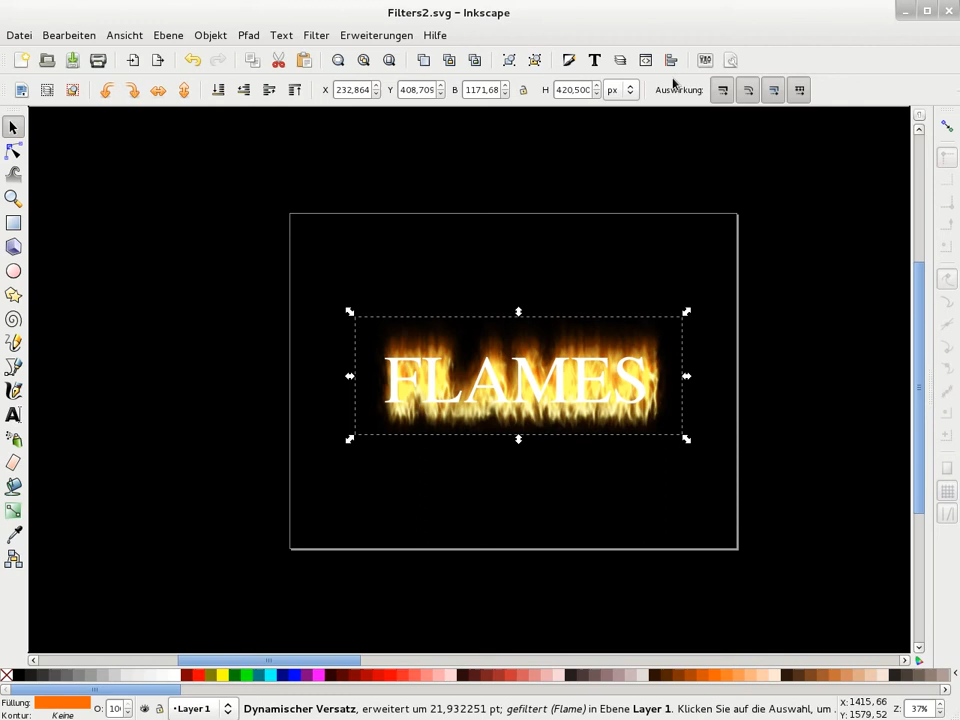 Filters2.svg − Inkscape
Datei Bearbeiten Ansicht Ebene Objekt Pfad Text Filter Erweiterungen Hilfe
X 232,864 Y 408,709 B 1171,68 H 420,500 px Auswirkung:
FLAMES
Füllung: O: 10 Layer 1 Dynamischer Versatz, erweitert um 21,932251 pt; gefiltert (Flame) in Ebene Layer 1. Klicken Sie auf die Auswahl, um . X:1415,66 Z: 37%
Kontur: Keine Y:1579,52